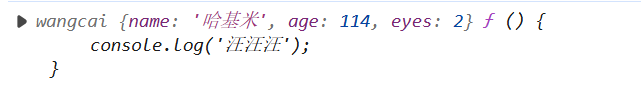 ▶ wangcai {name: '哈基米', age: 114, eyes: 2} ƒ () {
console.log('汪汪汪');
}